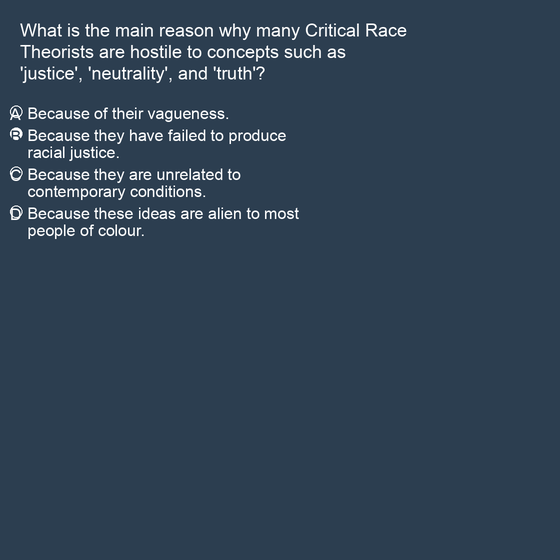 What is the main reason why many Critical Race
Theorists are hostile to concepts such as
'justice', 'neutrality', and 'truth'?
A Because of their vagueness.
B Because they have failed to produce
racial justice.
C Because they are unrelated to
contemporary conditions.
D Because these ideas are alien to most
people of colour.